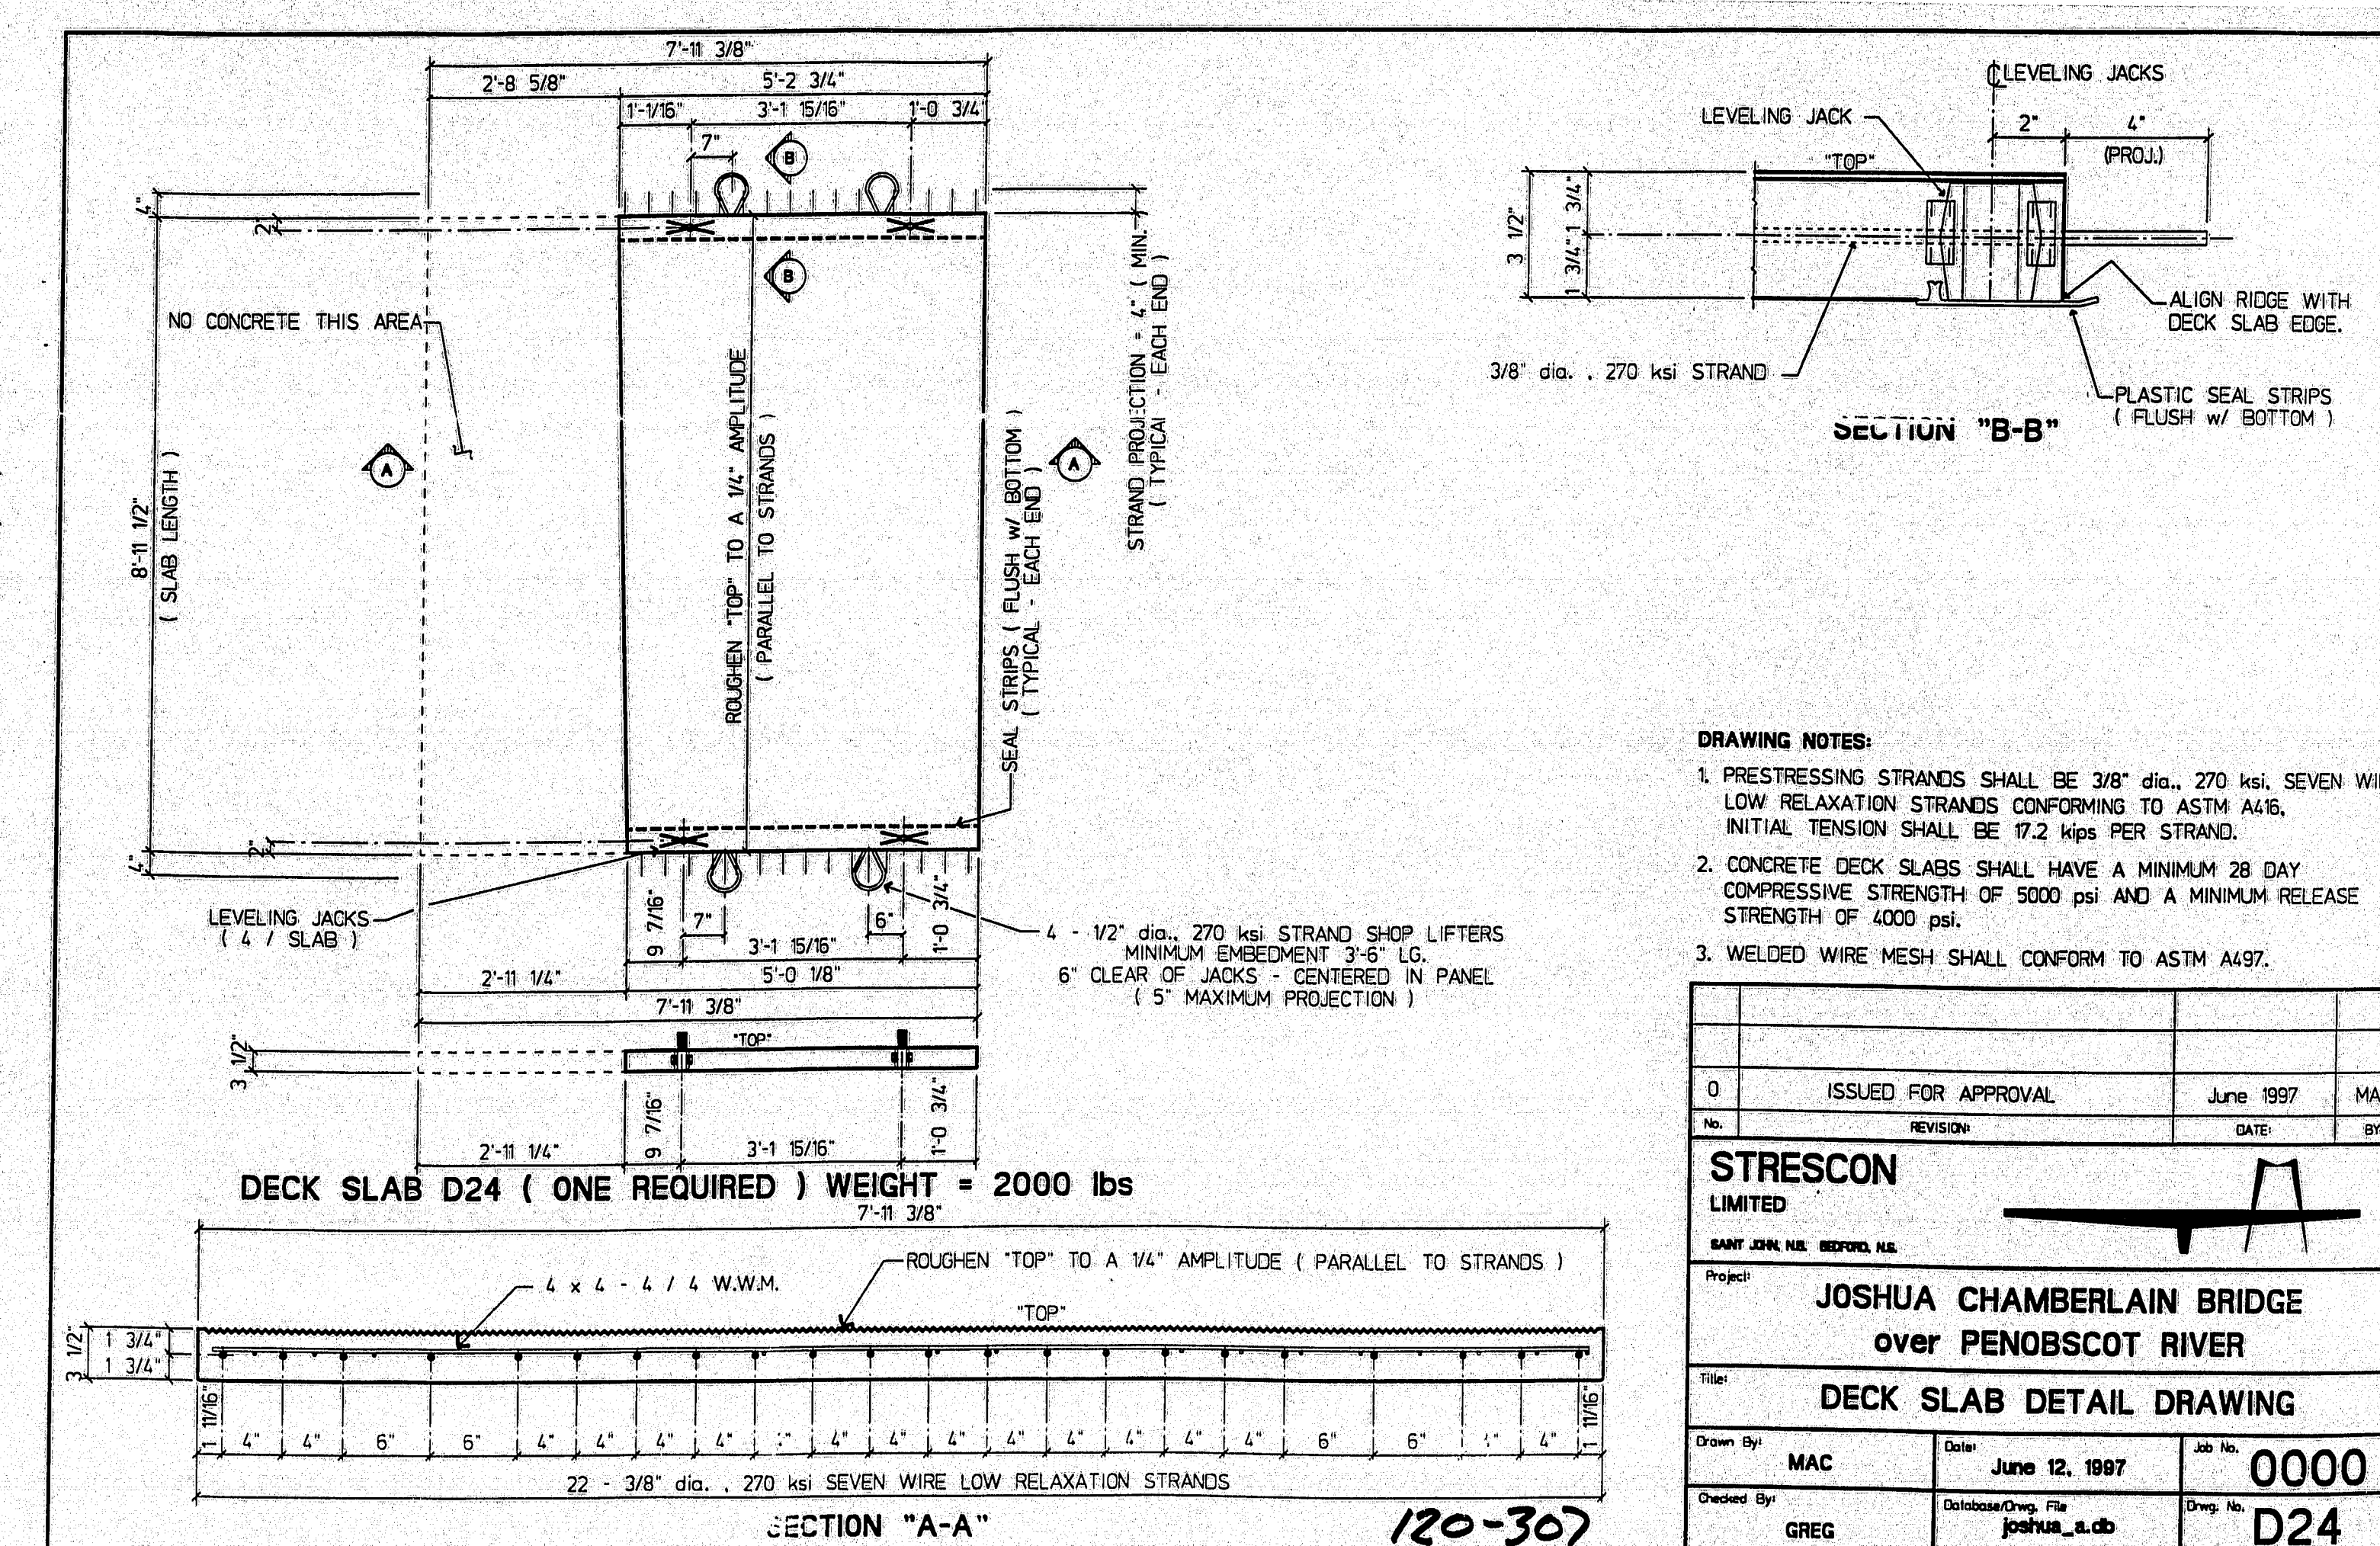 7'-11 3/8"
2'-8 5/8"
5'-2 3/4"
1'-1/16"
3'-1 15/16"
1'-0 3/4"
7"
B
4"
2"
B
NO CONCRETE THIS AREA
A
8'-11 1/2"
( SLAB LENGTH )
ROUGHEN "TOP" TO A 1/4" AMPLITUDE
( PARALLEL TO STRANDS )
SEAL STRIPS ( FLUSH w/ BOTTOM )
( TYPICAL - EACH END )
A
STRAND PROJECTION = 4" ( MIN. )
( TYPICAL - EACH END )
2"
4"
LEVELING JACKS
( 4 / SLAB )
9 7/16"
7"
3'-1 15/16"
6"
1'-0 3/4"
2'-11 1/4"
5'-0 1/8"
7'-11 3/8"
4 - 1/2" dia., 270 ksi STRAND SHOP LIFTERS
MINIMUM EMBEDMENT 3'-6" LG.
6" CLEAR OF JACKS - CENTERED IN PANEL
( 5" MAXIMUM PROJECTION )
3 1/2"
"TOP"
2'-11 1/4"
9 7/16"
3'-1 15/16"
1'-0 3/4"
DECK SLAB D24 ( ONE REQUIRED ) WEIGHT = 2000 lbs
7'-11 3/8"
ROUGHEN "TOP" TO A 1/4" AMPLITUDE ( PARALLEL TO STRANDS )
4 x 4 - 4 / 4 W.W.M.
"TOP"
3 1/2"
1 3/4"
1 3/4"
1 11/16"
4" 4" 6" 6" 4" 4" 4" 4" 4" 4" 4" 4" 4" 4" 4" 4" 6" 6" 4"
1 11/16"
22 - 3/8" dia. , 270 ksi SEVEN WIRE LOW RELAXATION STRANDS
SECTION "A-A"
120-307
LEVELING JACKS
LEVELING JACK
2"
4"
(PROJ.)
"TOP"
3 1/2"
1 3/4"
1 3/4"
ALIGN RIDGE WITH
DECK SLAB EDGE.
3/8" dia. , 270 ksi STRAND
PLASTIC SEAL STRIPS
( FLUSH w/ BOTTOM )
SECTION "B-B"
DRAWING NOTES:
1. PRESTRESSING STRANDS SHALL BE 3/8" dia., 270 ksi, SEVEN
LOW RELAXATION STRANDS CONFORMING TO ASTM A416,
INITIAL TENSION SHALL BE 17.2 kips PER STRAND.
2. CONCRETE DECK SLABS SHALL HAVE A MINIMUM 28 DAY
COMPRESSIVE STRENGTH OF 5000 psi AND A MINIMUM RELEASE
STRENGTH OF 4000 psi.
3. WELDED WIRE MESH SHALL CONFORM TO ASTM A497.
0 ISSUED FOR APPROVAL June 1997
No. REVISION: DATE: BY
STRESCON
LIMITED
SAINT JOHN, N.B. BEDFORD, N.S.
Project:
JOSHUA CHAMBERLAIN BRIDGE
over PENOBSCOT RIVER
Title:
DECK SLAB DETAIL DRAWING
Drawn By:
MAC
Date:
June 12, 1997
Job No.
0000
Checked By:
GREG
Database/Drwg. File
joshua_a.db
Drwg. No.
D24